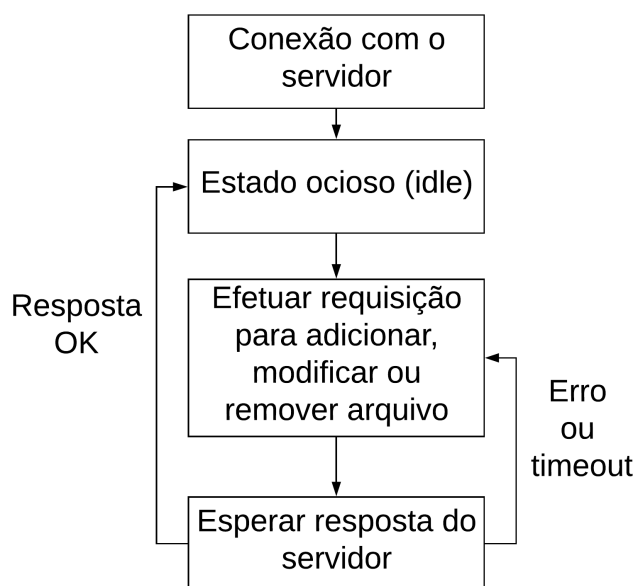 Conexão com o
servidor
Estado ocioso (idle)
Resposta
OK
Efetuar requisição
para adicionar,
modificar ou
remover arquivo
Erro
ou
timeout
Esperar resposta do
servidor